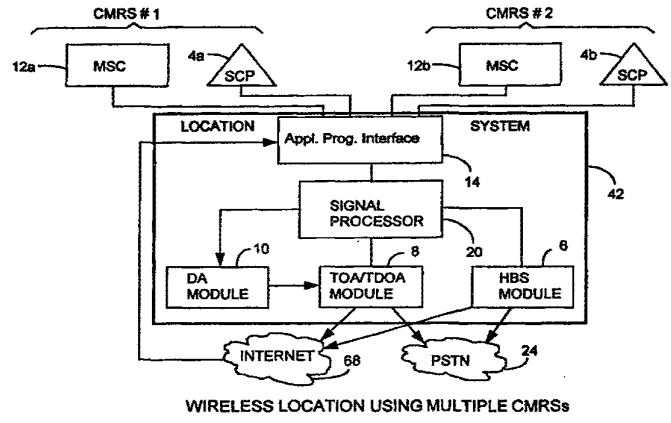 CMRS # 1
CMRS # 2
12a
MSC
4a
SCP
12b
MSC
4b
SCP
LOCATION
SYSTEM
Appl. Prog. Interface
14
42
SIGNAL
PROCESSOR
20
10
8
6
DA
MODULE
TOA/TDOA
MODULE
HBS
MODULE
INTERNET
68
PSTN
24
WIRELESS LOCATION USING MULTIPLE CMRSs